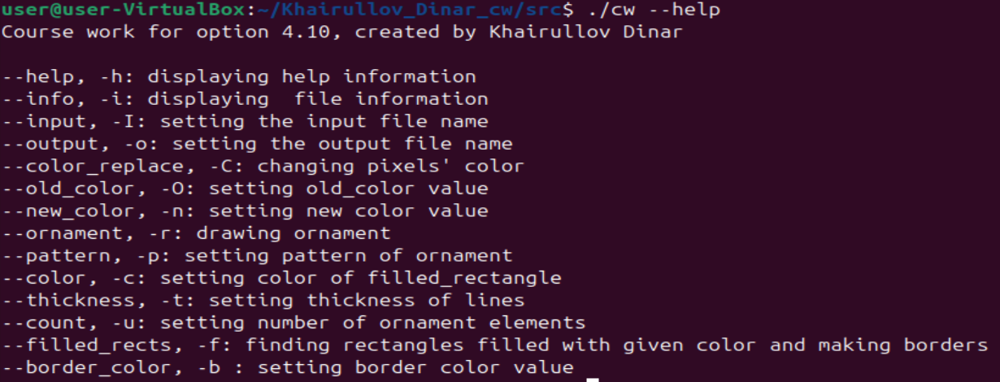 user@user-VirtualBox:~/Khairullov_Dinar_cw/src$ ./cw --help
Course work for option 4.10, created by Khairullov Dinar
--help, -h: displaying help information
--info, -i: displaying  file information
--input, -I: setting the input file name
--output, -o: setting the output file name
--color_replace, -C: changing pixels' color
--old_color, -O: setting old_color value
--new_color, -n: setting new color value
--ornament, -r: drawing ornament
--pattern, -p: setting pattern of ornament
--color, -c: setting color of filled_rectangle
--thickness, -t: setting thickness of lines
--count, -u: setting number of ornament elements
--filled_rects, -f: finding rectangles filled with given color and making borders
--border_color, -b : setting border color value